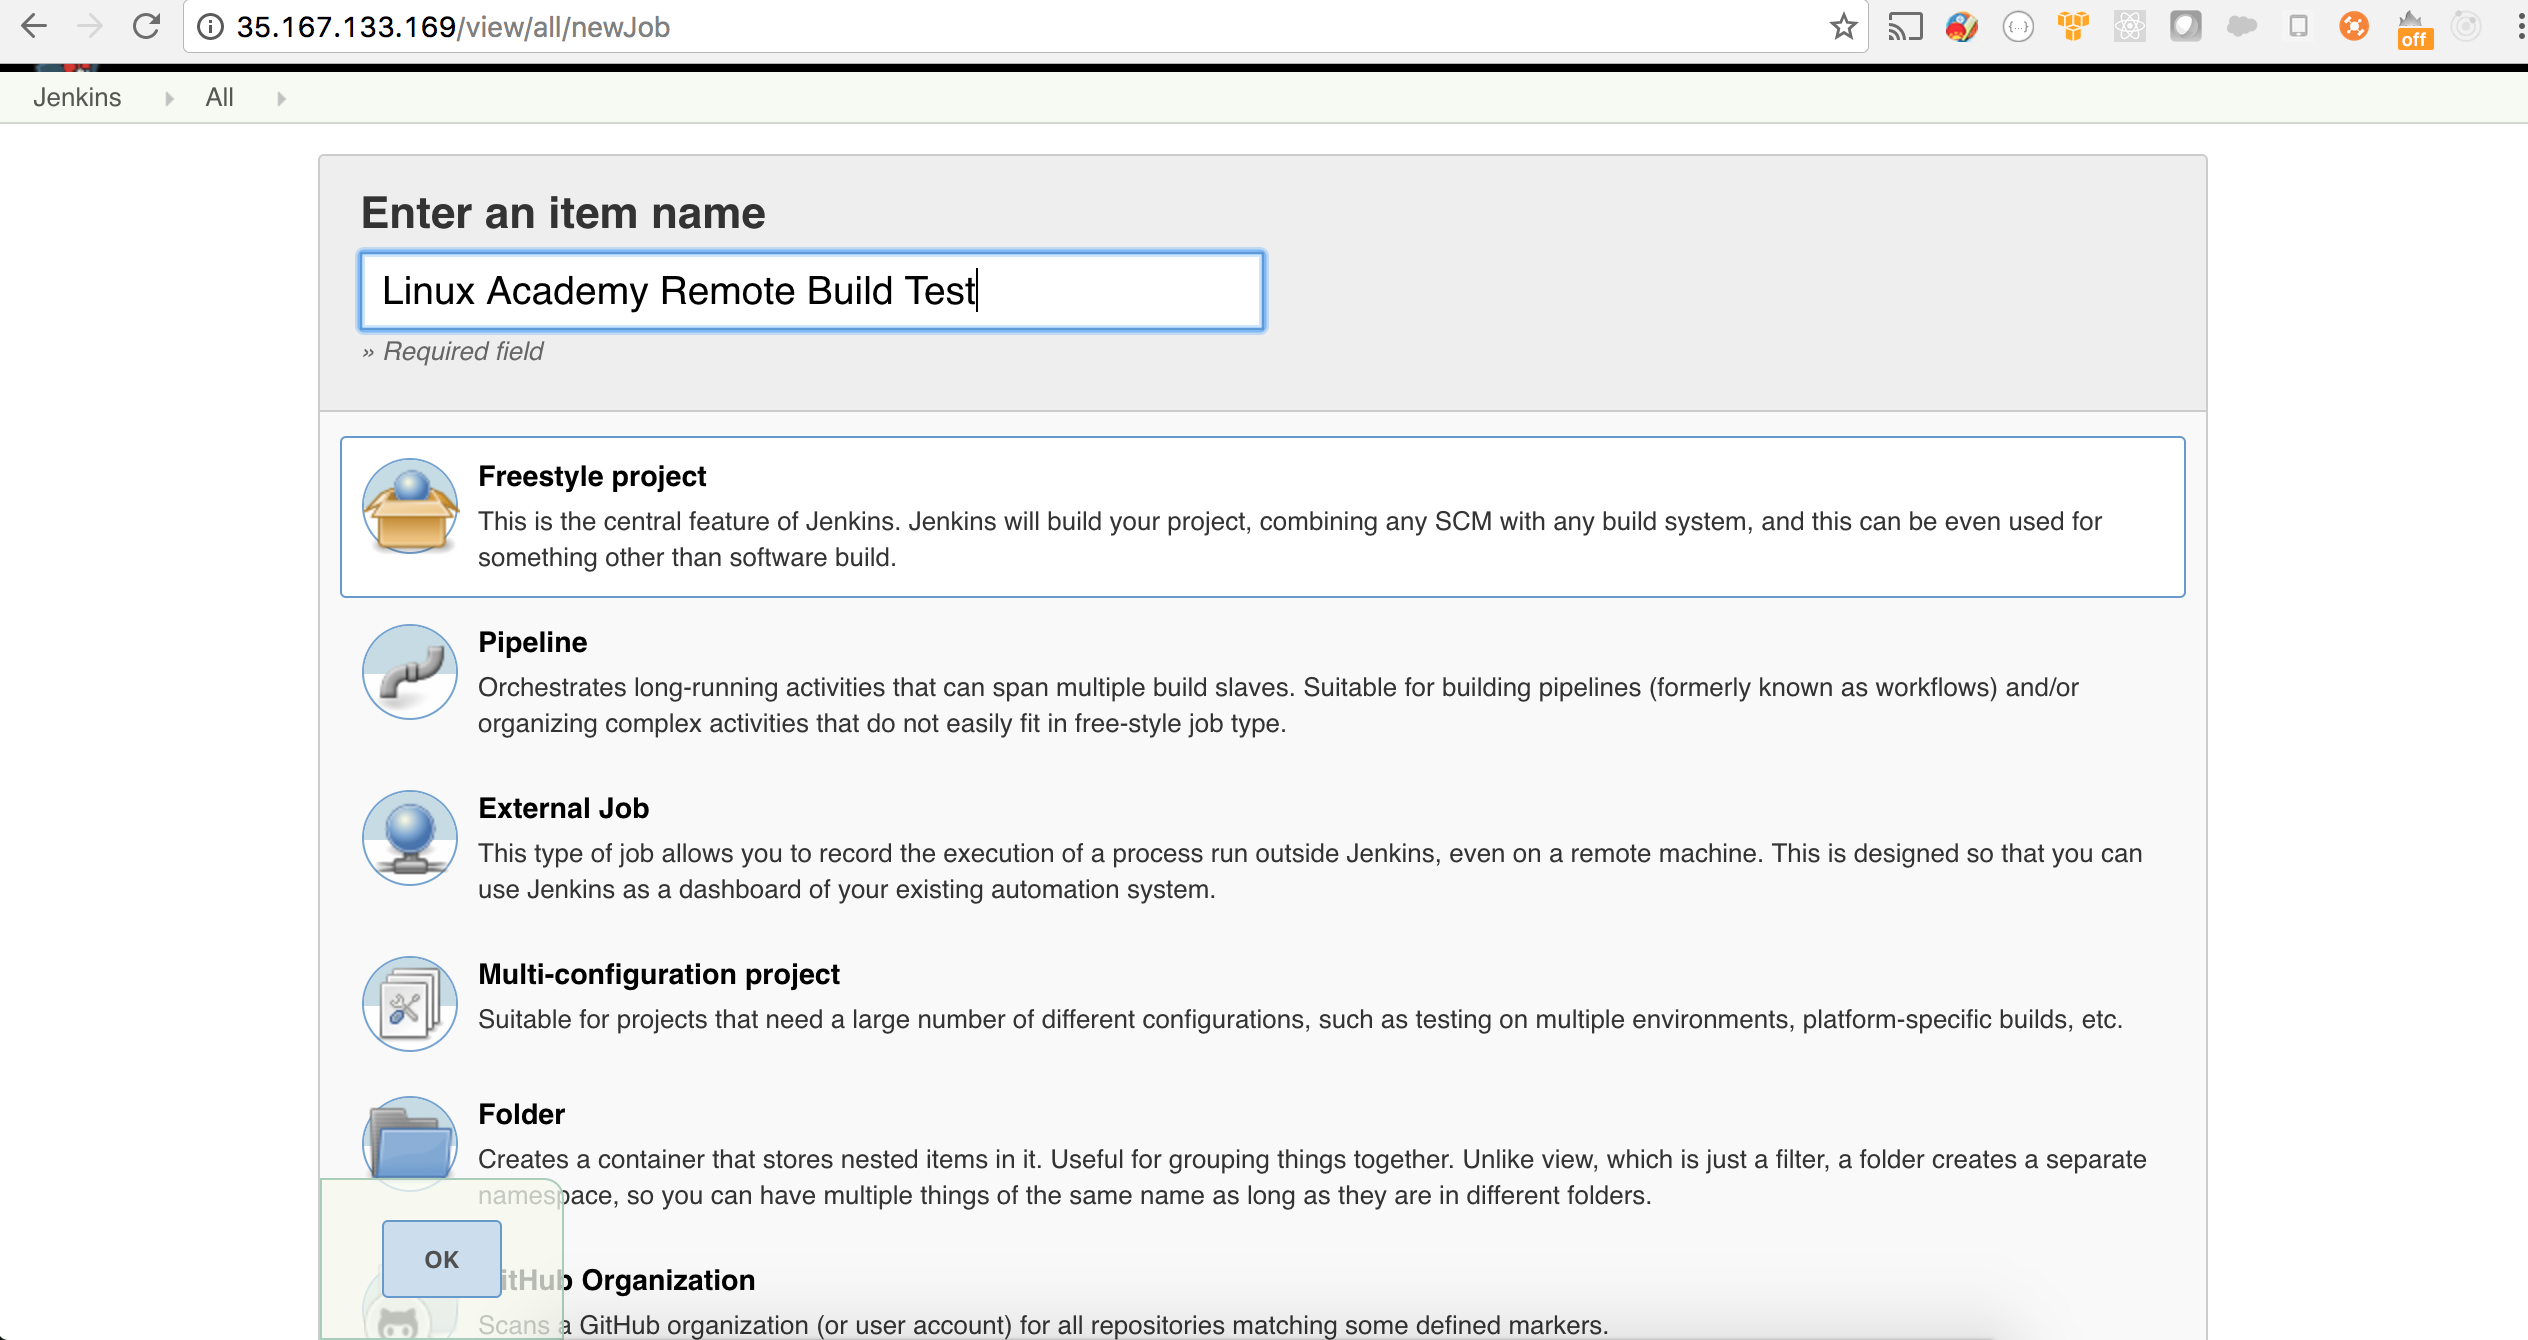 35.167.133.169/view/all/newJob
off
Jenkins
All
Enter an item name
Linux Academy Remote Build Test
» Required field
Freestyle project
This is the central feature of Jenkins. Jenkins will build your project, combining any SCM with any build system, and this can be even used for
something other than software build.
Pipeline
Orchestrates long-running activities that can span multiple build slaves. Suitable for building pipelines (formerly known as workflows) and/or
organizing complex activities that do not easily fit in free-style job type.
External Job
This type of job allows you to record the execution of a process run outside Jenkins, even on a remote machine. This is designed so that you can
use Jenkins as a dashboard of your existing automation system.
Multi-configuration project
Suitable for projects that need a large number of different configurations, such as testing on multiple environments, platform-specific builds, etc.
Folder
Creates a container that stores nested items in it. Useful for grouping things together. Unlike view, which is just a filter, a folder creates a separate
namespace, so you can have multiple things of the same name as long as they are in different folders.
OK
itHub Organization
Scans a GitHub organization (or user account) for all repositories matching some defined markers.